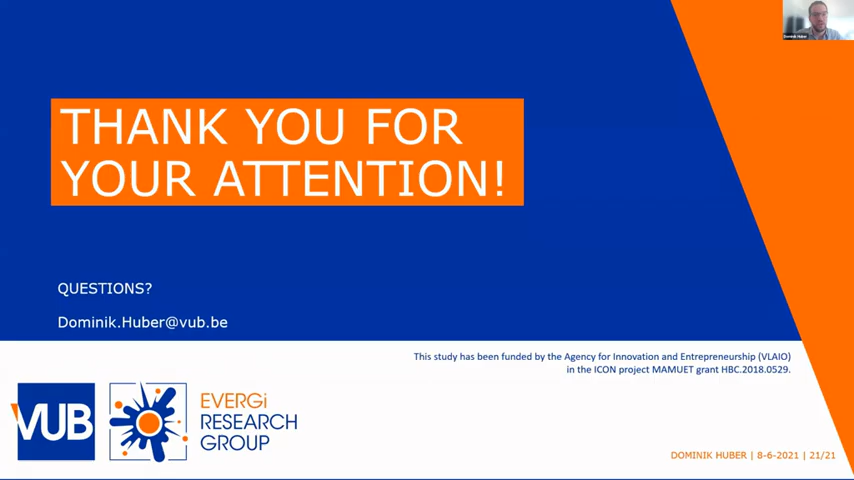 Dominik Huber
THANK YOU FOR
YOUR ATTENTION!
QUESTIONS?
Dominik.Huber@vub.be
This study has been funded by the Agency for Innovation and Entrepreneurship (VLAIO)
in the ICON project MAMUET grant HBC.2018.0529.
VUB
EVERGi
RESEARCH
GROUP
DOMINIK HUBER | 8-6-2021 | 21/21